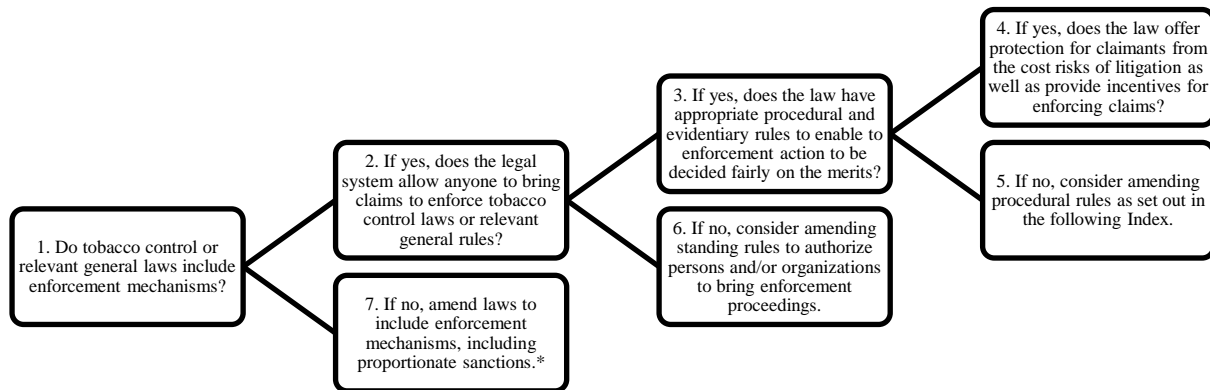 1. Do tobacco control or
relevant general laws include
enforcement mechanisms?
2. If yes, does the legal
system allow anyone to bring
claims to enforce tobacco
control laws or relevant
general rules?
3. If yes, does the law have
appropriate procedural and
evidentiary rules to enable to
enforcement action to be
decided fairly on the merits?
4. If yes, does the law offer
protection for claimants from
the cost risks of litigation as
well as provide incentives for
enforcing claims?
5. If no, consider amending
procedural rules as set out in
the following Index.
6. If no, consider amending
standing rules to authorize
persons and/or organizations
to bring enforcement
proceedings.
7. If no, amend laws to
include enforcement
mechanisms, including
proportionate sanctions.*